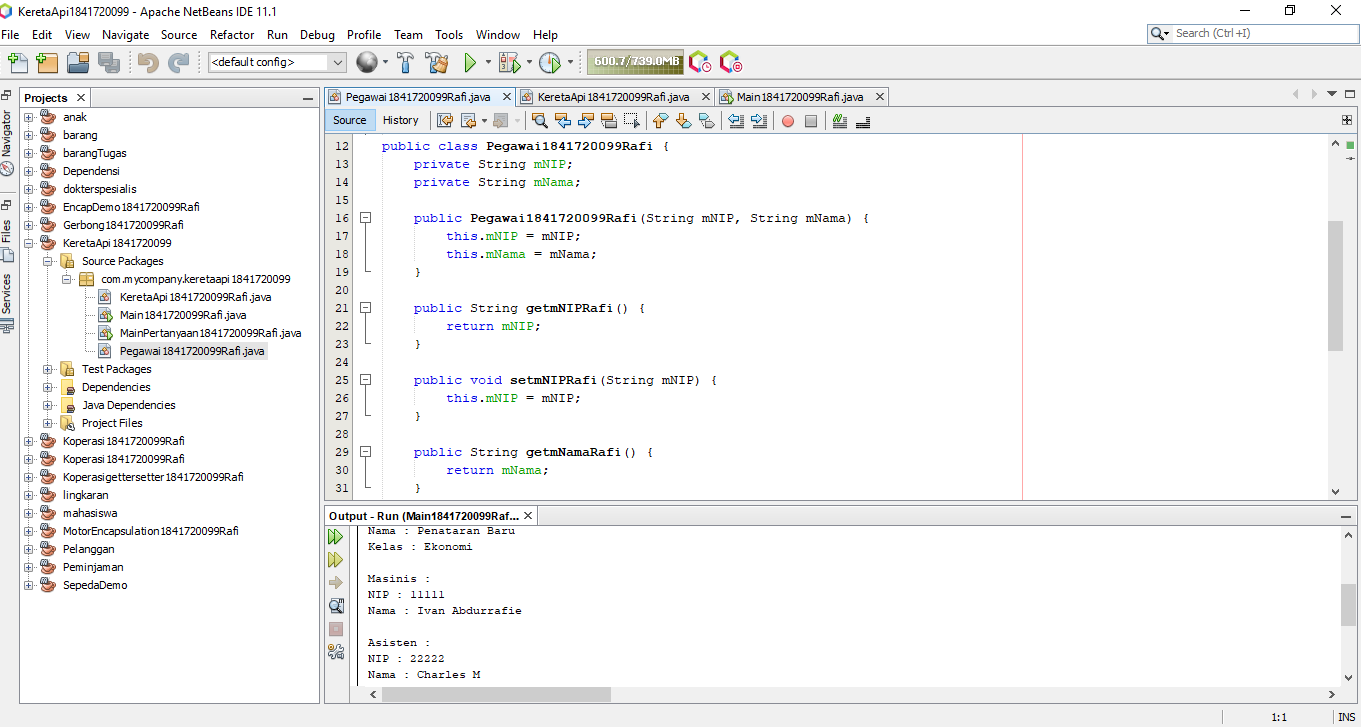 KeretaApi1841720099 - Apache NetBeans IDE 11.1
File Edit View Navigate Source Refactor Run Debug Profile Team Tools Window Help
Search (Ctrl+I)
<default config>
600.7/739.0MB
Projects
Navigator
Files
Services
anak
barang
barangTugas
Dependensi
dokterspesialis
EncapDemo1841720099Rafi
Gerbong1841720099Rafi
KeretaApi1841720099
Source Packages
com.mycompany.keretaapi1841720099
KeretaApi1841720099Rafi.java
Main1841720099Rafi.java
MainPertanyaan1841720099Rafi.java
Pegawai1841720099Rafi.java
Test Packages
Dependencies
Java Dependencies
Project Files
Koperasi1841720099Rafi
Koperasi1841720099Rafi
Koperasigettersetter1841720099Rafi
lingkaran
mahasiswa
MotorEncapsulation1841720099Rafi
Pelanggan
Peminjaman
SepedaDemo
Pegawai1841720099Rafi.java KeretaApi1841720099Rafi.java Main1841720099Rafi.java
Source History
12 public class Pegawai1841720099Rafi {
13 private String mNIP;
14 private String mNama;
15
16 public Pegawai1841720099Rafi(String mNIP, String mNama) {
17 this.mNIP = mNIP;
18 this.mNama = mNama;
19 }
20
21 public String getmNIPRafi() {
22 return mNIP;
23 }
24
25 public void setmNIPRafi(String mNIP) {
26 this.mNIP = mNIP;
27 }
28
29 public String getmNamaRafi() {
30 return mNama;
31 }
Output - Run (Main1841720099Raf...
Nama : Penataran Baru
Kelas : Ekonomi
Masinis :
NIP : 11111
Nama : Ivan Abdurrafie
Asisten :
NIP : 22222
Nama : Charles M
1:1 INS